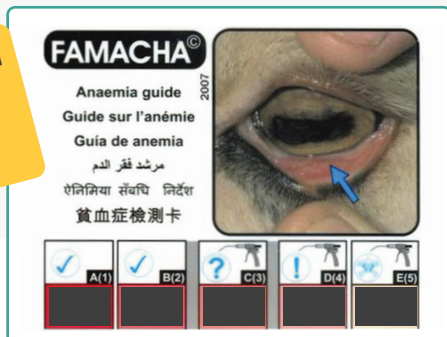 FAMACHA©
2007
Anaemia guide
Guide sur l'anémie
Guía de anemia
مرشد فقر الدم
ऐनिमिया सँबघि निर्देश
貧血症檢測卡
✓ ✓ ? !
A(1) B(2) C(3) D(4) E(5)